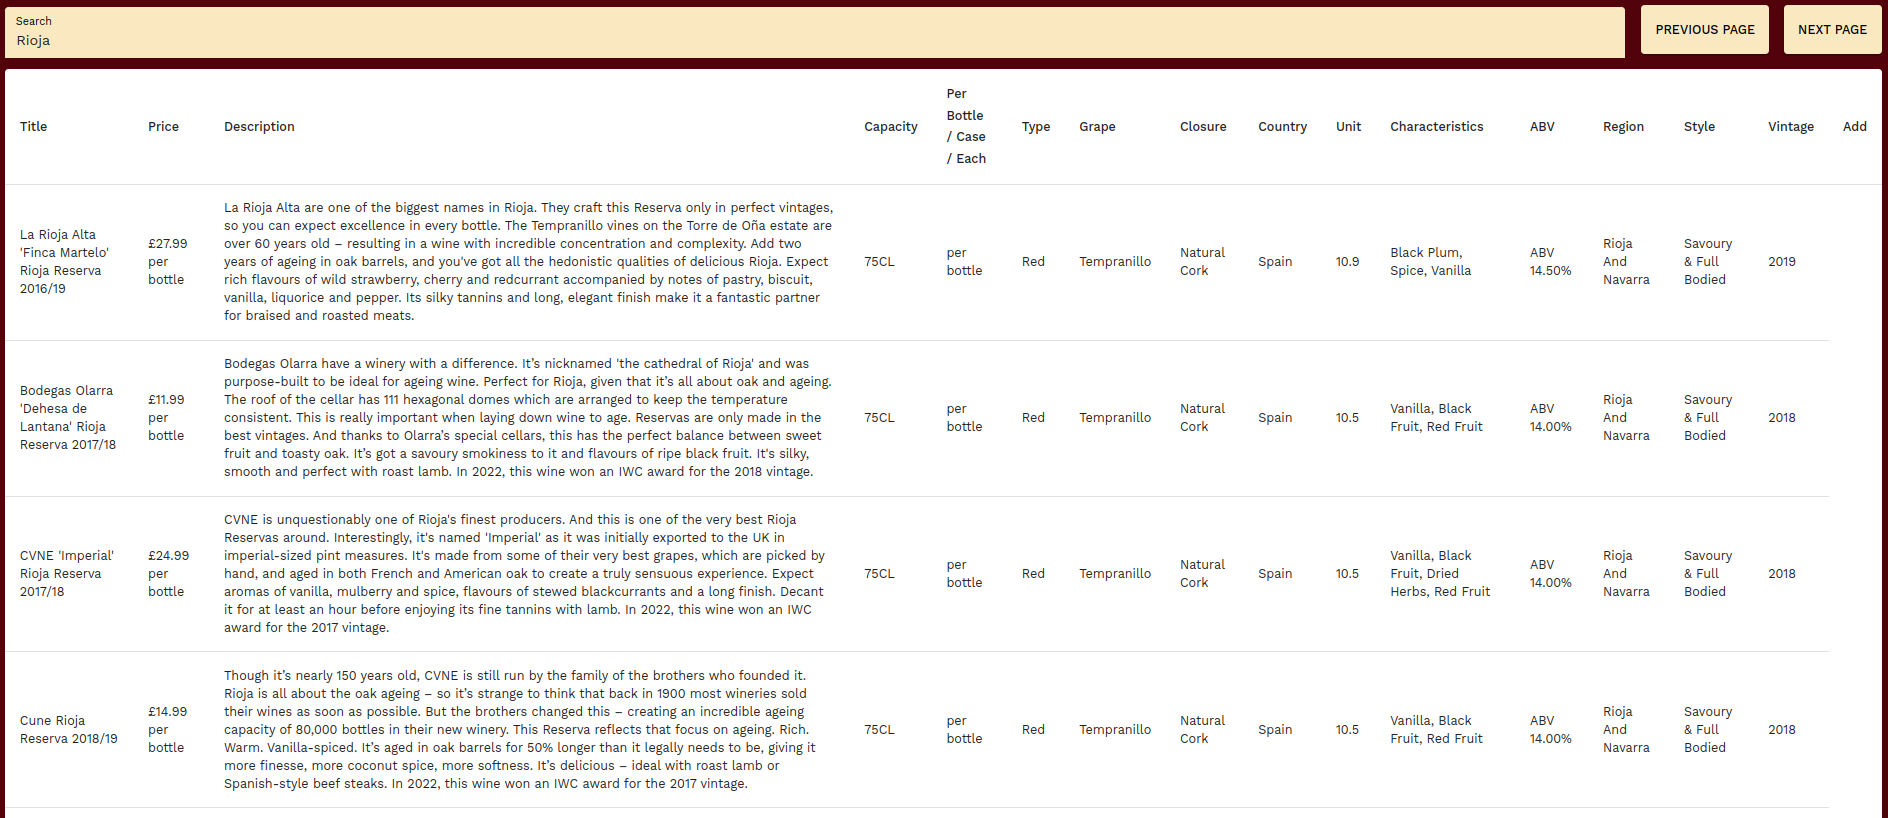 Search
Rioja
PREVIOUS PAGE
NEXT PAGE
Title
Price
Description
Capacity
Per
Bottle
/ Case
/ Each
Type
Grape
Closure
Country
Unit
Characteristics
ABV
Region
Style
Vintage
Add
La Rioja Alta
'Finca Martelo'
Rioja Reserva
2016/19
£27.99
per
bottle
La Rioja Alta are one of the biggest names in Rioja. They craft this Reserva only in perfect vintages,
so you can expect excellence in every bottle. The Tempranillo vines on the Torre de Oña estate are
over 60 years old – resulting in a wine with incredible concentration and complexity. Add two
years of ageing in oak barrels, and you've got all the hedonistic qualities of delicious Rioja. Expect
rich flavours of wild strawberry, cherry and redcurrant accompanied by notes of pastry, biscuit,
vanilla, liquorice and pepper. Its silky tannins and long, elegant finish make it a fantastic partner
for braised and roasted meats.
75CL
per
bottle
Red
Tempranillo
Natural
Cork
Spain
10.9
Black Plum,
Spice, Vanilla
ABV
14.50%
Rioja
And
Navarra
Savoury
& Full
Bodied
2019
Bodegas Olarra
'Dehesa de
Lantana' Rioja
Reserva 2017/18
£11.99
per
bottle
Bodegas Olarra have a winery with a difference. It’s nicknamed 'the cathedral of Rioja' and was
purpose-built to be ideal for ageing wine. Perfect for Rioja, given that it’s all about oak and ageing.
The roof of the cellar has 111 hexagonal domes which are arranged to keep the temperature
consistent. This is really important when laying down wine to age. Reservas are only made in the
best vintages. And thanks to Olarra’s special cellars, this has the perfect balance between sweet
fruit and toasty oak. It’s got a savoury smokiness to it and flavours of ripe black fruit. It's silky,
smooth and perfect with roast lamb. In 2022, this wine won an IWC award for the 2018 vintage.
75CL
per
bottle
Red
Tempranillo
Natural
Cork
Spain
10.5
Vanilla, Black
Fruit, Red Fruit
ABV
14.00%
Rioja
And
Navarra
Savoury
& Full
Bodied
2018
CVNE 'Imperial'
Rioja Reserva
2017/18
£24.99
per
bottle
CVNE is unquestionably one of Rioja's finest producers. And this is one of the very best Rioja
Reservas around. Interestingly, it's named 'Imperial' as it was initially exported to the UK in
imperial-sized pint measures. It's made from some of their very best grapes, which are picked by
hand, and aged in both French and American oak to create a truly sensuous experience. Expect
aromas of vanilla, mulberry and spice, flavours of stewed blackcurrants and a long finish. Decant
it for at least an hour before enjoying its fine tannins with lamb. In 2022, this wine won an IWC
award for the 2017 vintage.
75CL
per
bottle
Red
Tempranillo
Natural
Cork
Spain
10.5
Vanilla, Black
Fruit, Dried
Herbs, Red Fruit
ABV
14.00%
Rioja
And
Navarra
Savoury
& Full
Bodied
2018
Cune Rioja
Reserva 2018/19
£14.99
per
bottle
Though it’s nearly 150 years old, CVNE is still run by the family of the brothers who founded it.
Rioja is all about the oak ageing – so it’s strange to think that back in 1900 most wineries sold
their wines as soon as possible. But the brothers changed this – creating an incredible ageing
capacity of 80,000 bottles in their new winery. This Reserva reflects that focus on ageing. Rich.
Warm. Vanilla-spiced. It’s aged in oak barrels for 50% longer than it legally needs to be, giving it
more finesse, more coconut spice, more softness. It’s delicious – ideal with roast lamb or
Spanish-style beef steaks. In 2022, this wine won an IWC award for the 2017 vintage.
75CL
per
bottle
Red
Tempranillo
Natural
Cork
Spain
10.5
Vanilla, Black
Fruit, Red Fruit
ABV
14.00%
Rioja
And
Navarra
Savoury
& Full
Bodied
2018